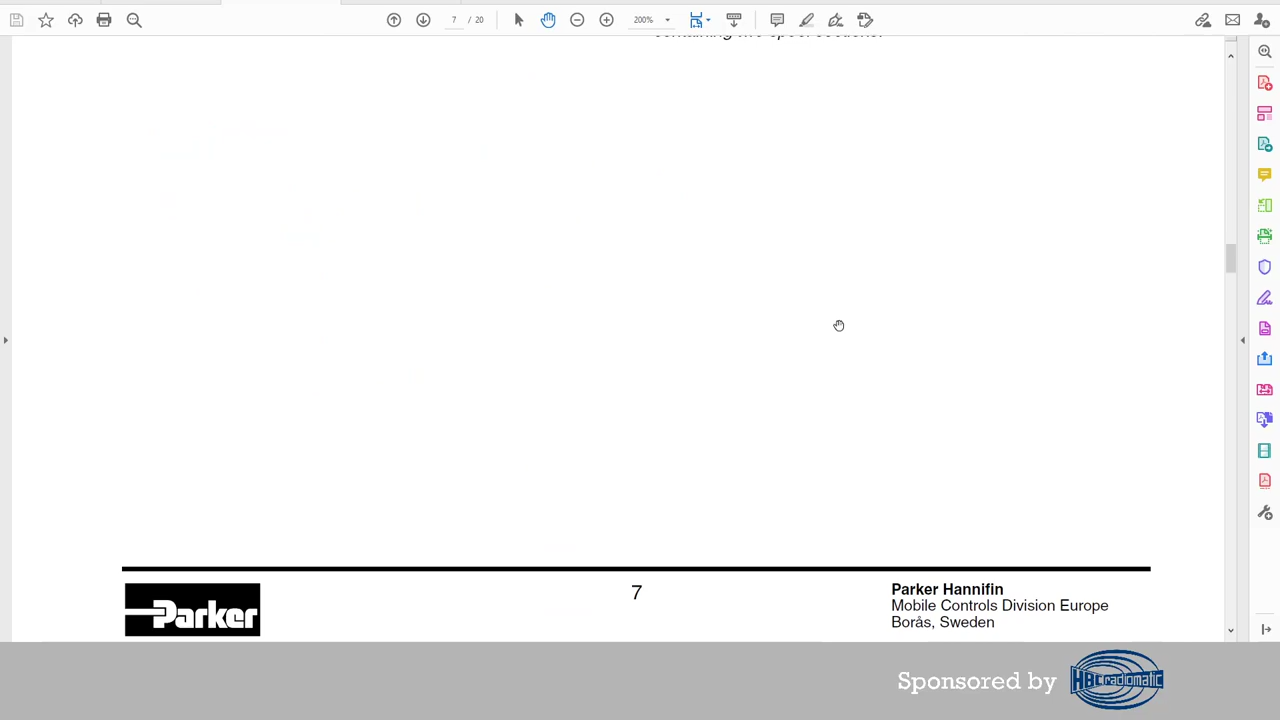 7 / 20
200%
Parker
7
Parker Hannifin
Mobile Controls Division Europe
Borås, Sweden
Sponsored by
HBC radiomatic